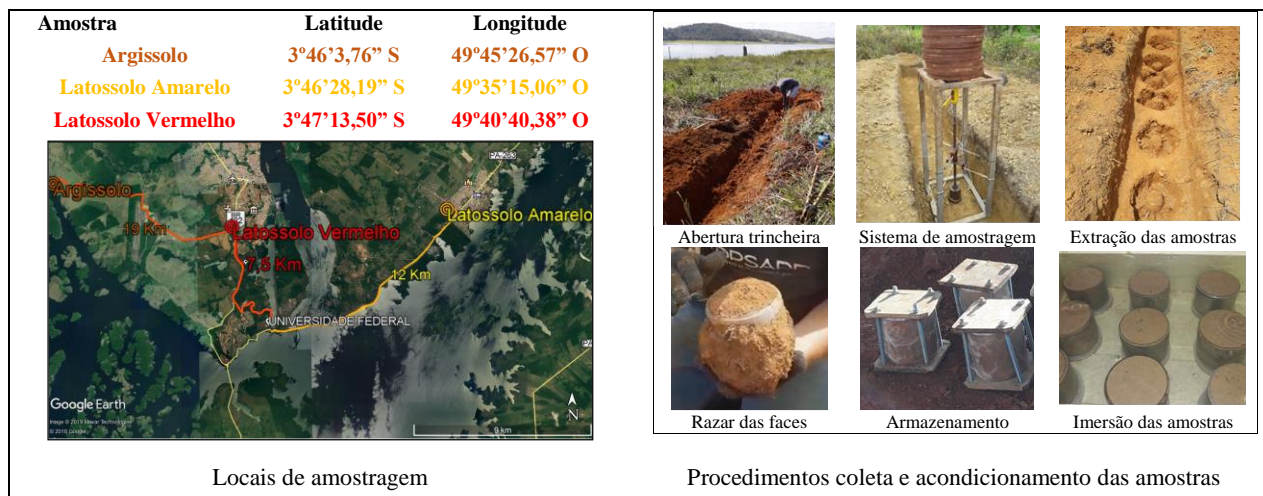 Amostra Latitude Longitude
Argissolo 3º46’3,76” S 49º45’26,57” O
Latossolo Amarelo 3º46’28,19” S 49º35’15,06” O
Latossolo Vermelho 3º47’13,50” S 49º40’40,38” O
PA-263
Argissolo
Latossolo Amarelo
19 Km
Latossolo Vermelho
7,5 Km
12 Km
UNIVERSIDADE FEDERAL
PA
Google Earth
N
9 km
Locais de amostragem
Abertura trincheira Sistema de amostragem Extração das amostras
Razar das faces Armazenamento Imersão das amostras
Procedimentos coleta e acondicionamento das amostras